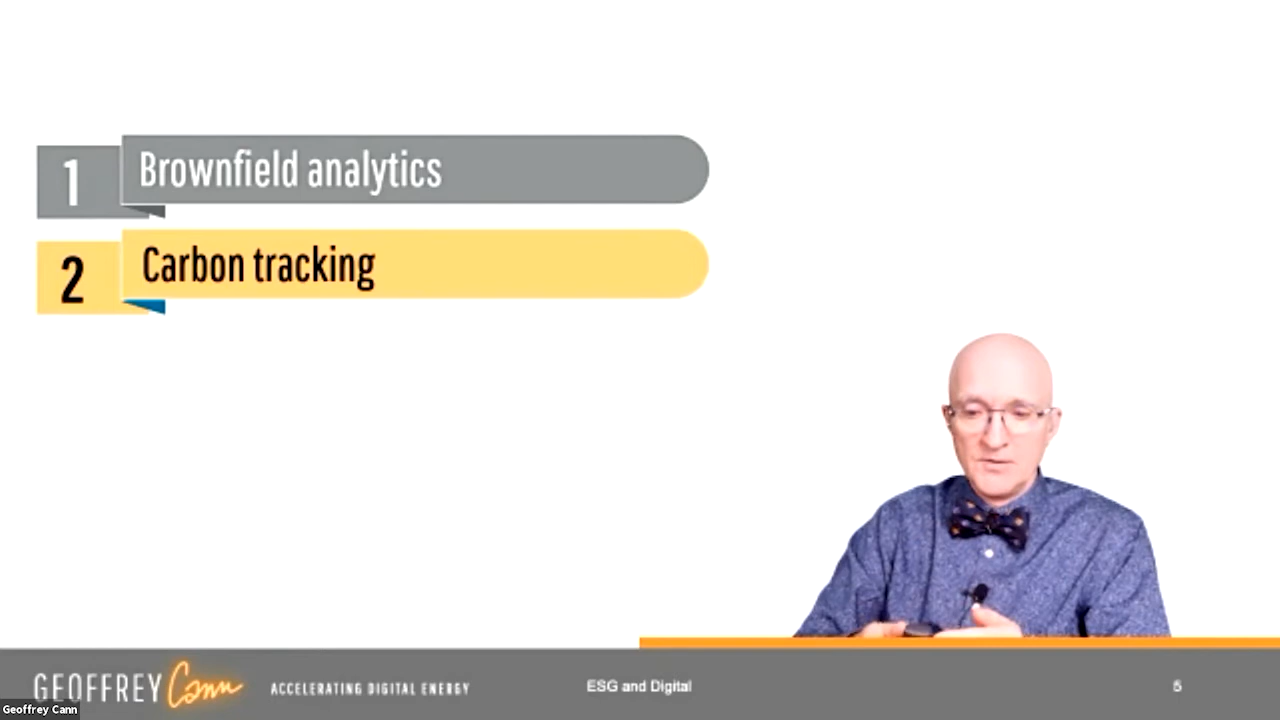 1 Brownfield analytics
2 Carbon tracking
GEOFFREY Cann ACCELERATING DIGITAL ENERGY ESG and Digital 5
Geoffrey Cann